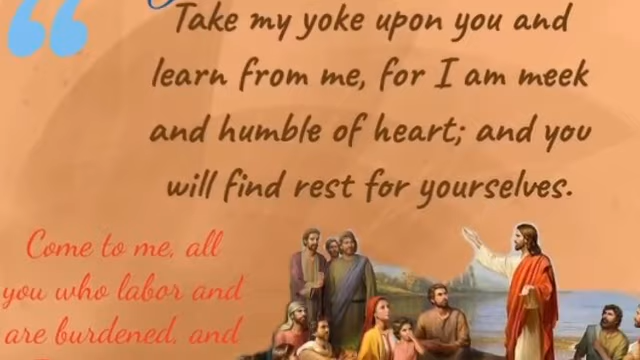 Take my yoke upon you and
learn from me, for I am meek
and humble of heart; and you
will find rest for yourselves.
Come to me, all
you who labor and
are burdened, and